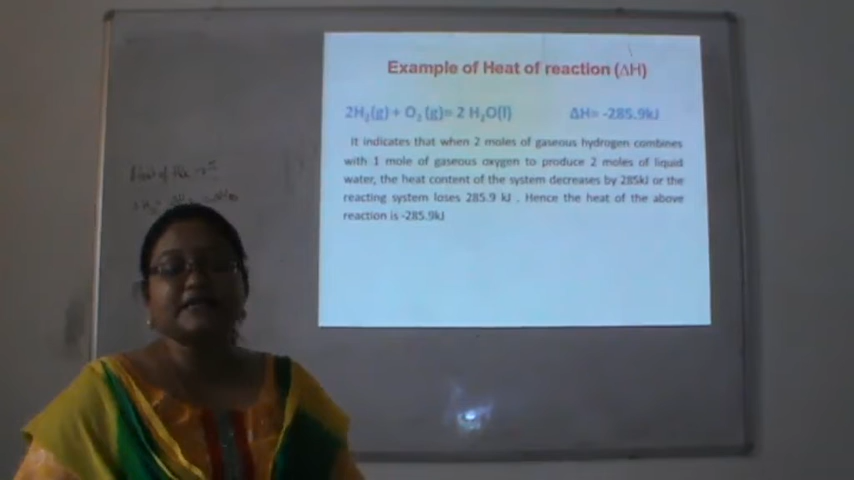 Example of Heat of reaction (ΔH)
2H₂(g) + O₂ (g)= 2 H₂O(l) ΔH= -285.9kJ
It indicates that when 2 moles of gaseous hydrogen combines
with 1 mole of gaseous oxygen to produce 2 moles of liquid
water, the heat content of the system decreases by 285kJ or the
reacting system loses 285.9 kJ . Hence the heat of the above
reaction is -285.9kJ
Heat of